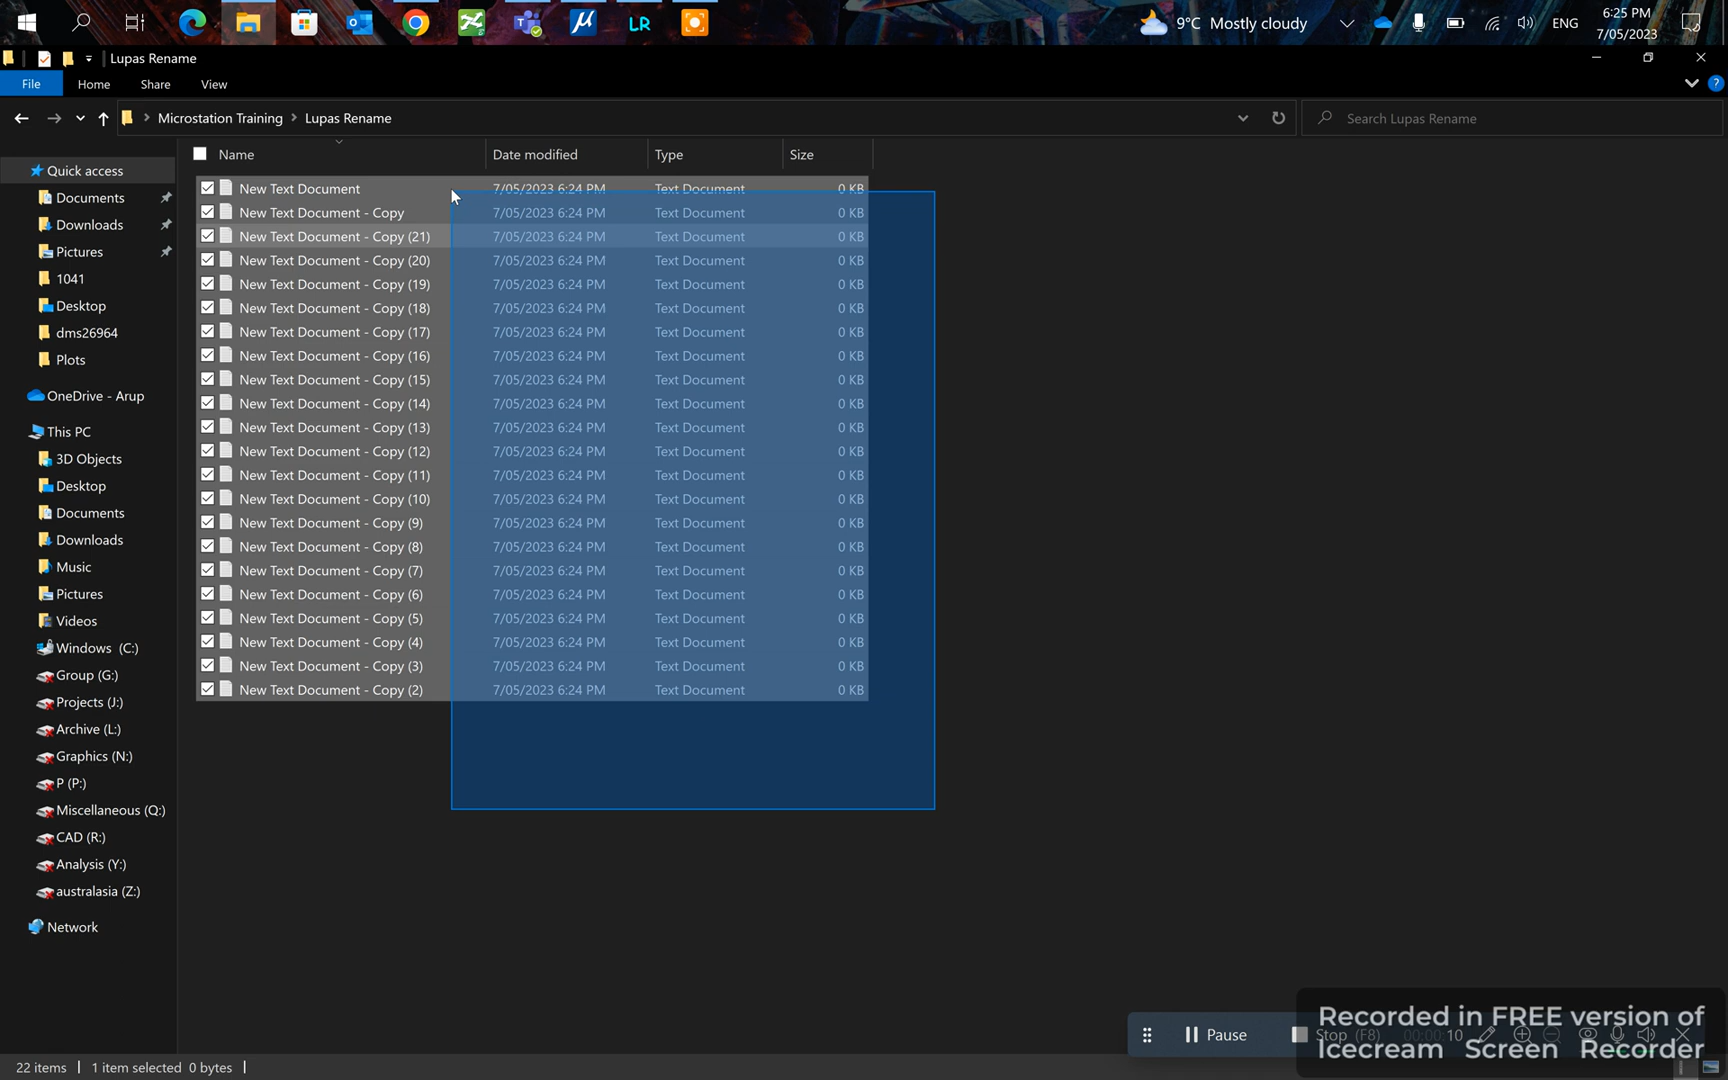 9°C Mostly cloudy
ENG
6:25 PM
7/05/2023
Lupas Rename
File Home Share View
Microstation Training > Lupas Rename
Search Lupas Rename
Name Date modified Type Size
Quick access
Documents
Downloads
Pictures
1041
Desktop
dms26964
Plots
OneDrive - Arup
This PC
3D Objects
Desktop
Documents
Downloads
Music
Pictures
Videos
Windows (C:)
Group (G:)
Projects (J:)
Archive (L:)
Graphics (N:)
P (P:)
Miscellaneous (Q:)
CAD (R:)
Analysis (Y:)
australasia (Z:)
Network
New Text Document 7/05/2023 6:24 PM Text Document 0 KB
New Text Document - Copy 7/05/2023 6:24 PM Text Document 0 KB
New Text Document - Copy (21) 7/05/2023 6:24 PM Text Document 0 KB
New Text Document - Copy (20) 7/05/2023 6:24 PM Text Document 0 KB
New Text Document - Copy (19) 7/05/2023 6:24 PM Text Document 0 KB
New Text Document - Copy (18) 7/05/2023 6:24 PM Text Document 0 KB
New Text Document - Copy (17) 7/05/2023 6:24 PM Text Document 0 KB
New Text Document - Copy (16) 7/05/2023 6:24 PM Text Document 0 KB
New Text Document - Copy (15) 7/05/2023 6:24 PM Text Document 0 KB
New Text Document - Copy (14) 7/05/2023 6:24 PM Text Document 0 KB
New Text Document - Copy (13) 7/05/2023 6:24 PM Text Document 0 KB
New Text Document - Copy (12) 7/05/2023 6:24 PM Text Document 0 KB
New Text Document - Copy (11) 7/05/2023 6:24 PM Text Document 0 KB
New Text Document - Copy (10) 7/05/2023 6:24 PM Text Document 0 KB
New Text Document - Copy (9) 7/05/2023 6:24 PM Text Document 0 KB
New Text Document - Copy (8) 7/05/2023 6:24 PM Text Document 0 KB
New Text Document - Copy (7) 7/05/2023 6:24 PM Text Document 0 KB
New Text Document - Copy (6) 7/05/2023 6:24 PM Text Document 0 KB
New Text Document - Copy (5) 7/05/2023 6:24 PM Text Document 0 KB
New Text Document - Copy (4) 7/05/2023 6:24 PM Text Document 0 KB
New Text Document - Copy (3) 7/05/2023 6:24 PM Text Document 0 KB
New Text Document - Copy (2) 7/05/2023 6:24 PM Text Document 0 KB
Pause
Stop (F8) 00:00:10
Recorded in FREE version of
Icecream Screen Recorder
22 items 1 item selected 0 bytes
LR